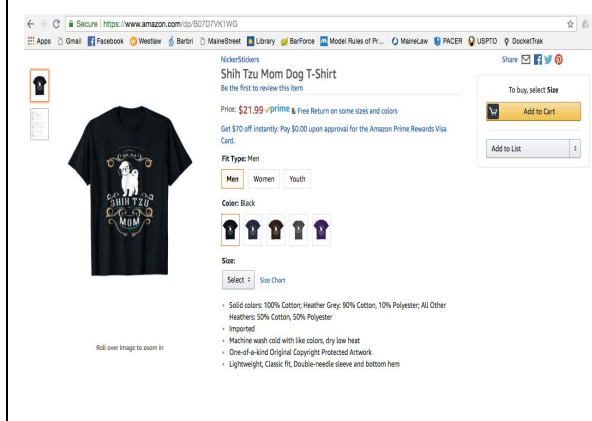 Secure | https://www.amazon.com/dp/B07D7VK1WG
Apps Gmail Facebook Westlaw Barbri MaineStreet Library BarForce Model Rules of Pr... MaineLaw PACER USPTO DocketTrak
NickerStickers
Shih Tzu Mom Dog T-Shirt
Be the first to review this item
Price: $21.99 prime & Free Return on some sizes and colors
Get $70 off instantly: Pay $0.00 upon approval for the Amazon Prime Rewards Visa
Card.
Fit Type: Men
Men Women Youth
Color: Black
Size:
Select Size Chart
Solid colors: 100% Cotton; Heather Grey: 90% Cotton, 10% Polyester; All Other
Heathers: 50% Cotton, 50% Polyester
Imported
Machine wash cold with like colors, dry low heat
One-of-a-kind Original Copyright Protected Artwork
Lightweight, Classic fit, Double-needle sleeve and bottom hem
Share
To buy, select Size
Add to Cart
Add to List
SHIH TZU
MOM
Roll over image to zoom in